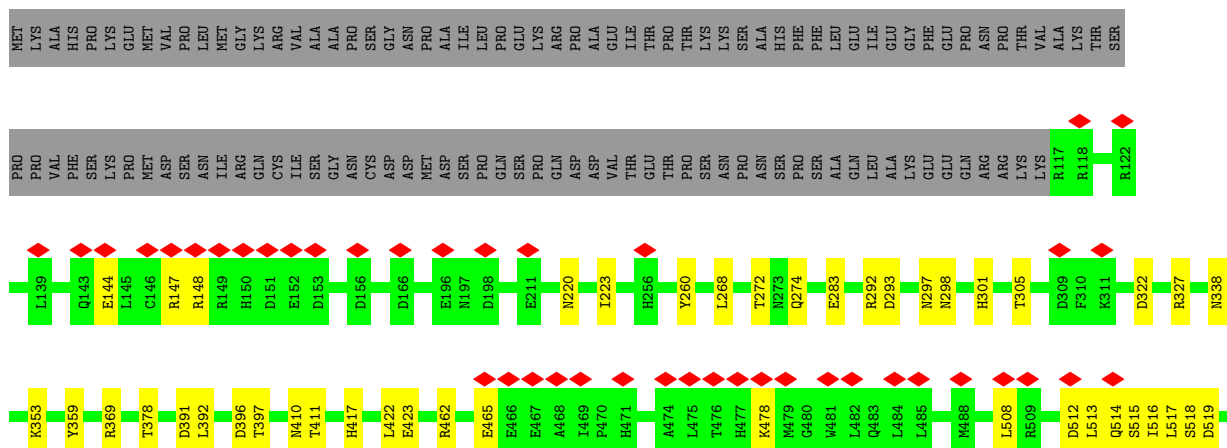 MET LYS ALA HIS PRO LYS GLU MET VAL PRO LEU MET GLY LYS ARG VAL ALA ALA PRO SER GLY ASN PRO ALA ILE LEU PRO GLU LYS ARG PRO ALA GLU ILE THR PRO THR LYS LYS SER ALA HIS PHE PHE LEU GLU ILE GLU GLY PHE GLU PRO ASN PRO THR VAL ALA LYS THR SER
PRO PRO VAL PHE SER LYS PRO MET ASP SER ASN ILE ARG GLN CYS ILE SER GLY ASN CYS ASP ASP MET SER PRO GLN SER PRO GLN ASP ASP VAL THR GLU THR PRO SER ASN PRO ASN SER PRO SER ALA GLN LEU ALA LYS GLU GLU GLN ARG ARG LYS LYS R117 R118 R122
L139 Q143 E144 L145 C146 R147 R148 R149 H150 D151 E152 D153 D156 D166 E196 N197 D198 E211 N220 I223 H256 Y260 L268 T272 N273 Q274 E283 R292 D293 N297 N298 H301 T305 D309 F310 K311 D322 R327 N338
K353 Y359 R369 T378 D391 L392 D396 T397 N410 T411 H417 L422 E423 R462 E465 E466 E467 A468 I469 P470 H471 A474 L475 T476 H477 K478 M479 G480 W481 L482 Q483 L484 L485 M488 L508 R509 D512 L513 Q514 S515 I516 L517 S518 D519